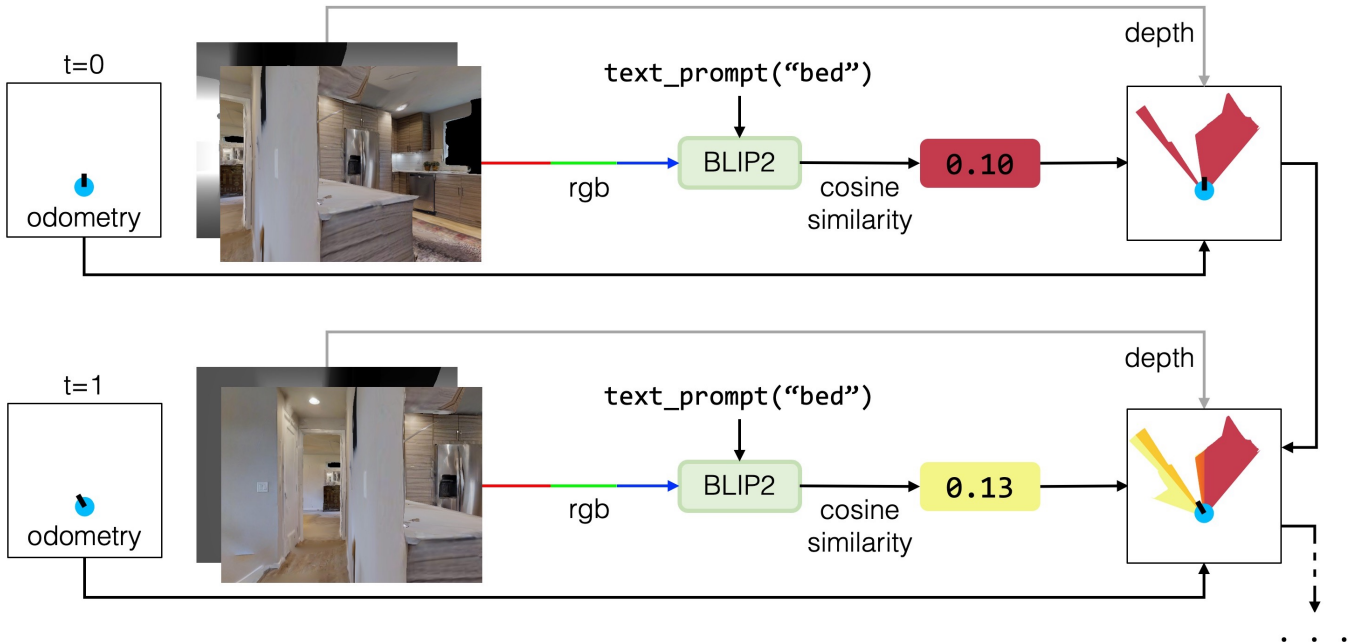 t=0
odometry
rgb
text_prompt(“bed”)
BLIP2
cosine
similarity
0.10
depth
t=1
odometry
rgb
text_prompt(“bed”)
BLIP2
cosine
similarity
0.13
depth
. . .